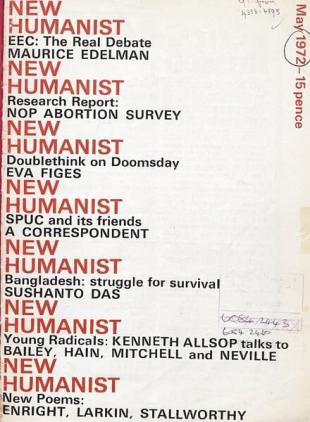 NEW
HUMANIST
EEC: The Real Debate
MAURICE EDELMAN
NEW
HUMANIST
Research Report:
NOP ABORTION SURVEY
NEW
HUMANIST
Doublethink on Doomsday
EVA FIGES
NEW
HUMANIST
SPUC and its friends
A CORRESPONDENT
NEW
HUMANIST
Bangladesh: struggle for survival
SUSHANTO DAS
NEW
HUMANIST
Young Radicals: KENNETH ALLSOP talks to
BAILEY, HAIN, MITCHELL and NEVILLE
NEW
HUMANIST
New Poems:
ENRIGHT, LARKIN, STALLWORTHY
May 1972–15 pence